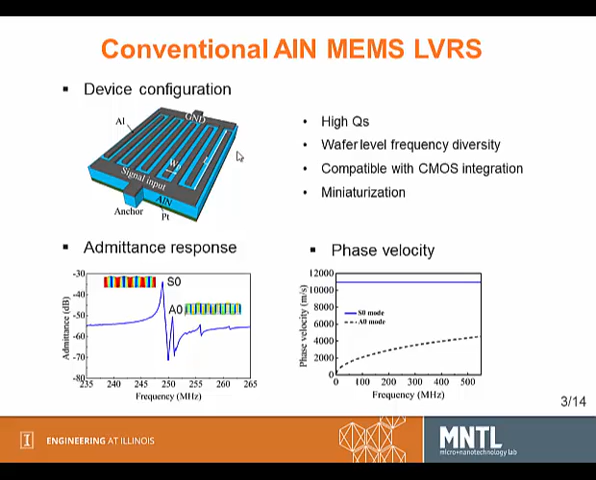 Conventional AlN MEMS LVRS
▪ Device configuration
Al
GND
W
Signal input
AlN
Anchor
Pt
• High Qs
• Wafer level frequency diversity
• Compatible with CMOS integration
• Miniaturization
▪ Admittance response
-30
-40
-50
-60
-70
-80
S0
A0
Admittance (dB)
235 240 245 250 255 260 265
Frequency (MHz)
▪ Phase velocity
12000
10000
8000
6000
4000
2000
0
Phase velocity (m/s)
S0 mode
A0 mode
0 100 200 300 400 500
Frequency (MHz)
3/14
I
ENGINEERING AT ILLINOIS
MNTL
micro+nanotechnology lab